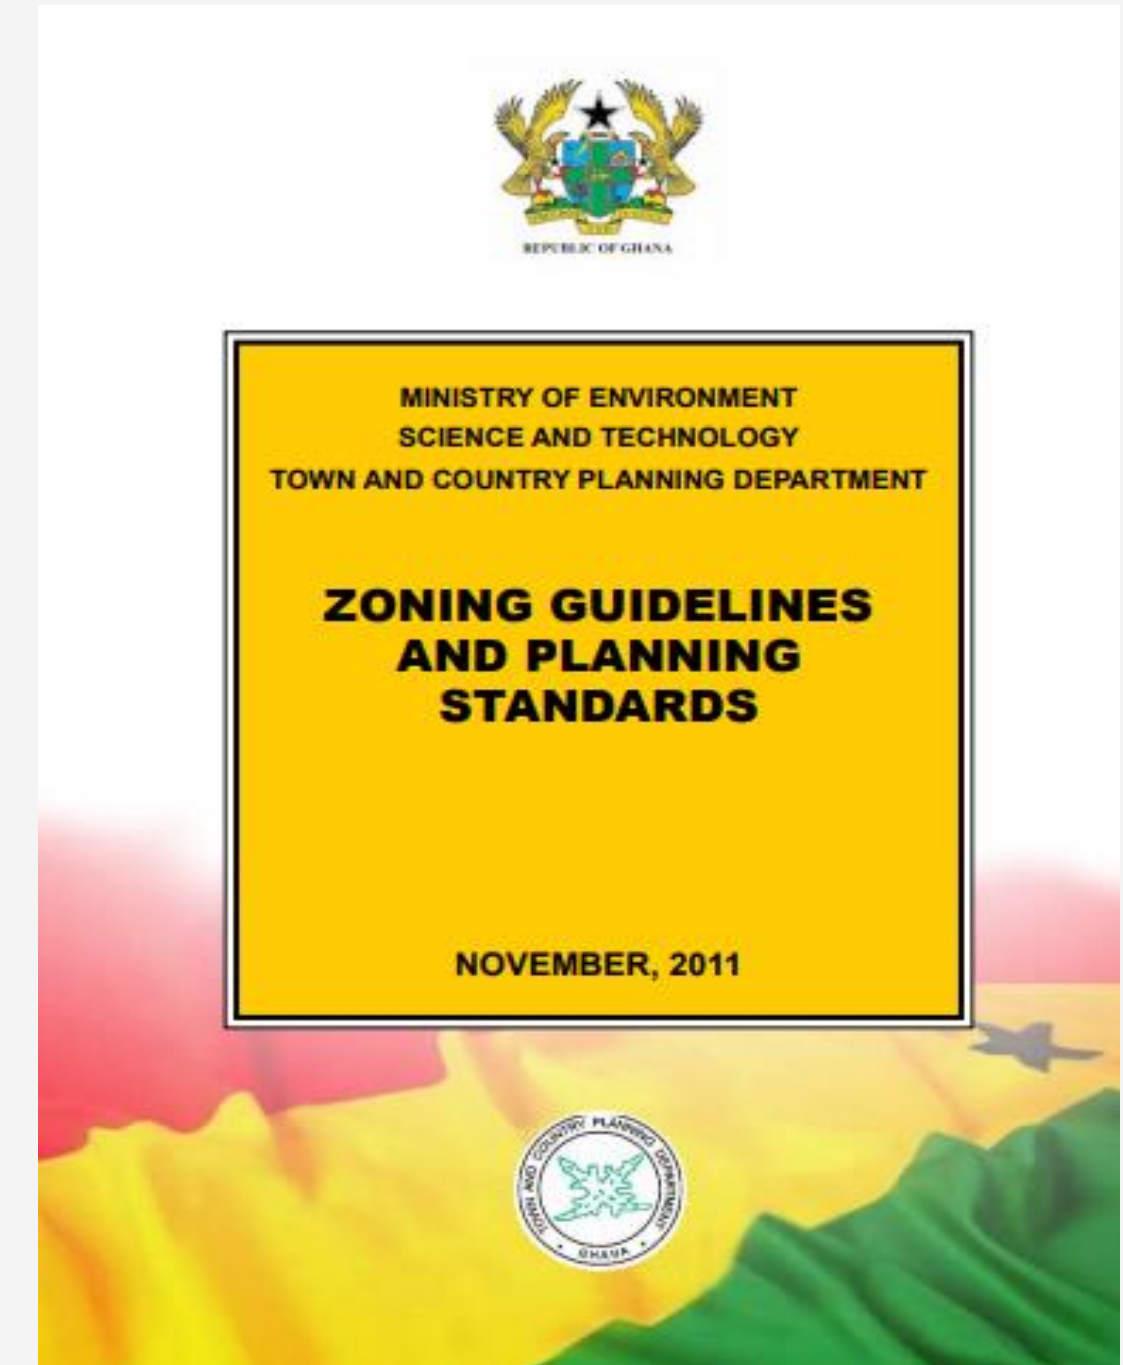 REPUBLIC OF GHANA
MINISTRY OF ENVIRONMENT
SCIENCE AND TECHNOLOGY
TOWN AND COUNTRY PLANNING DEPARTMENT
ZONING GUIDELINES
AND PLANNING
STANDARDS
NOVEMBER, 2011
TOWN AND COUNTRY PLANNING DEPARTMENT
GHANA